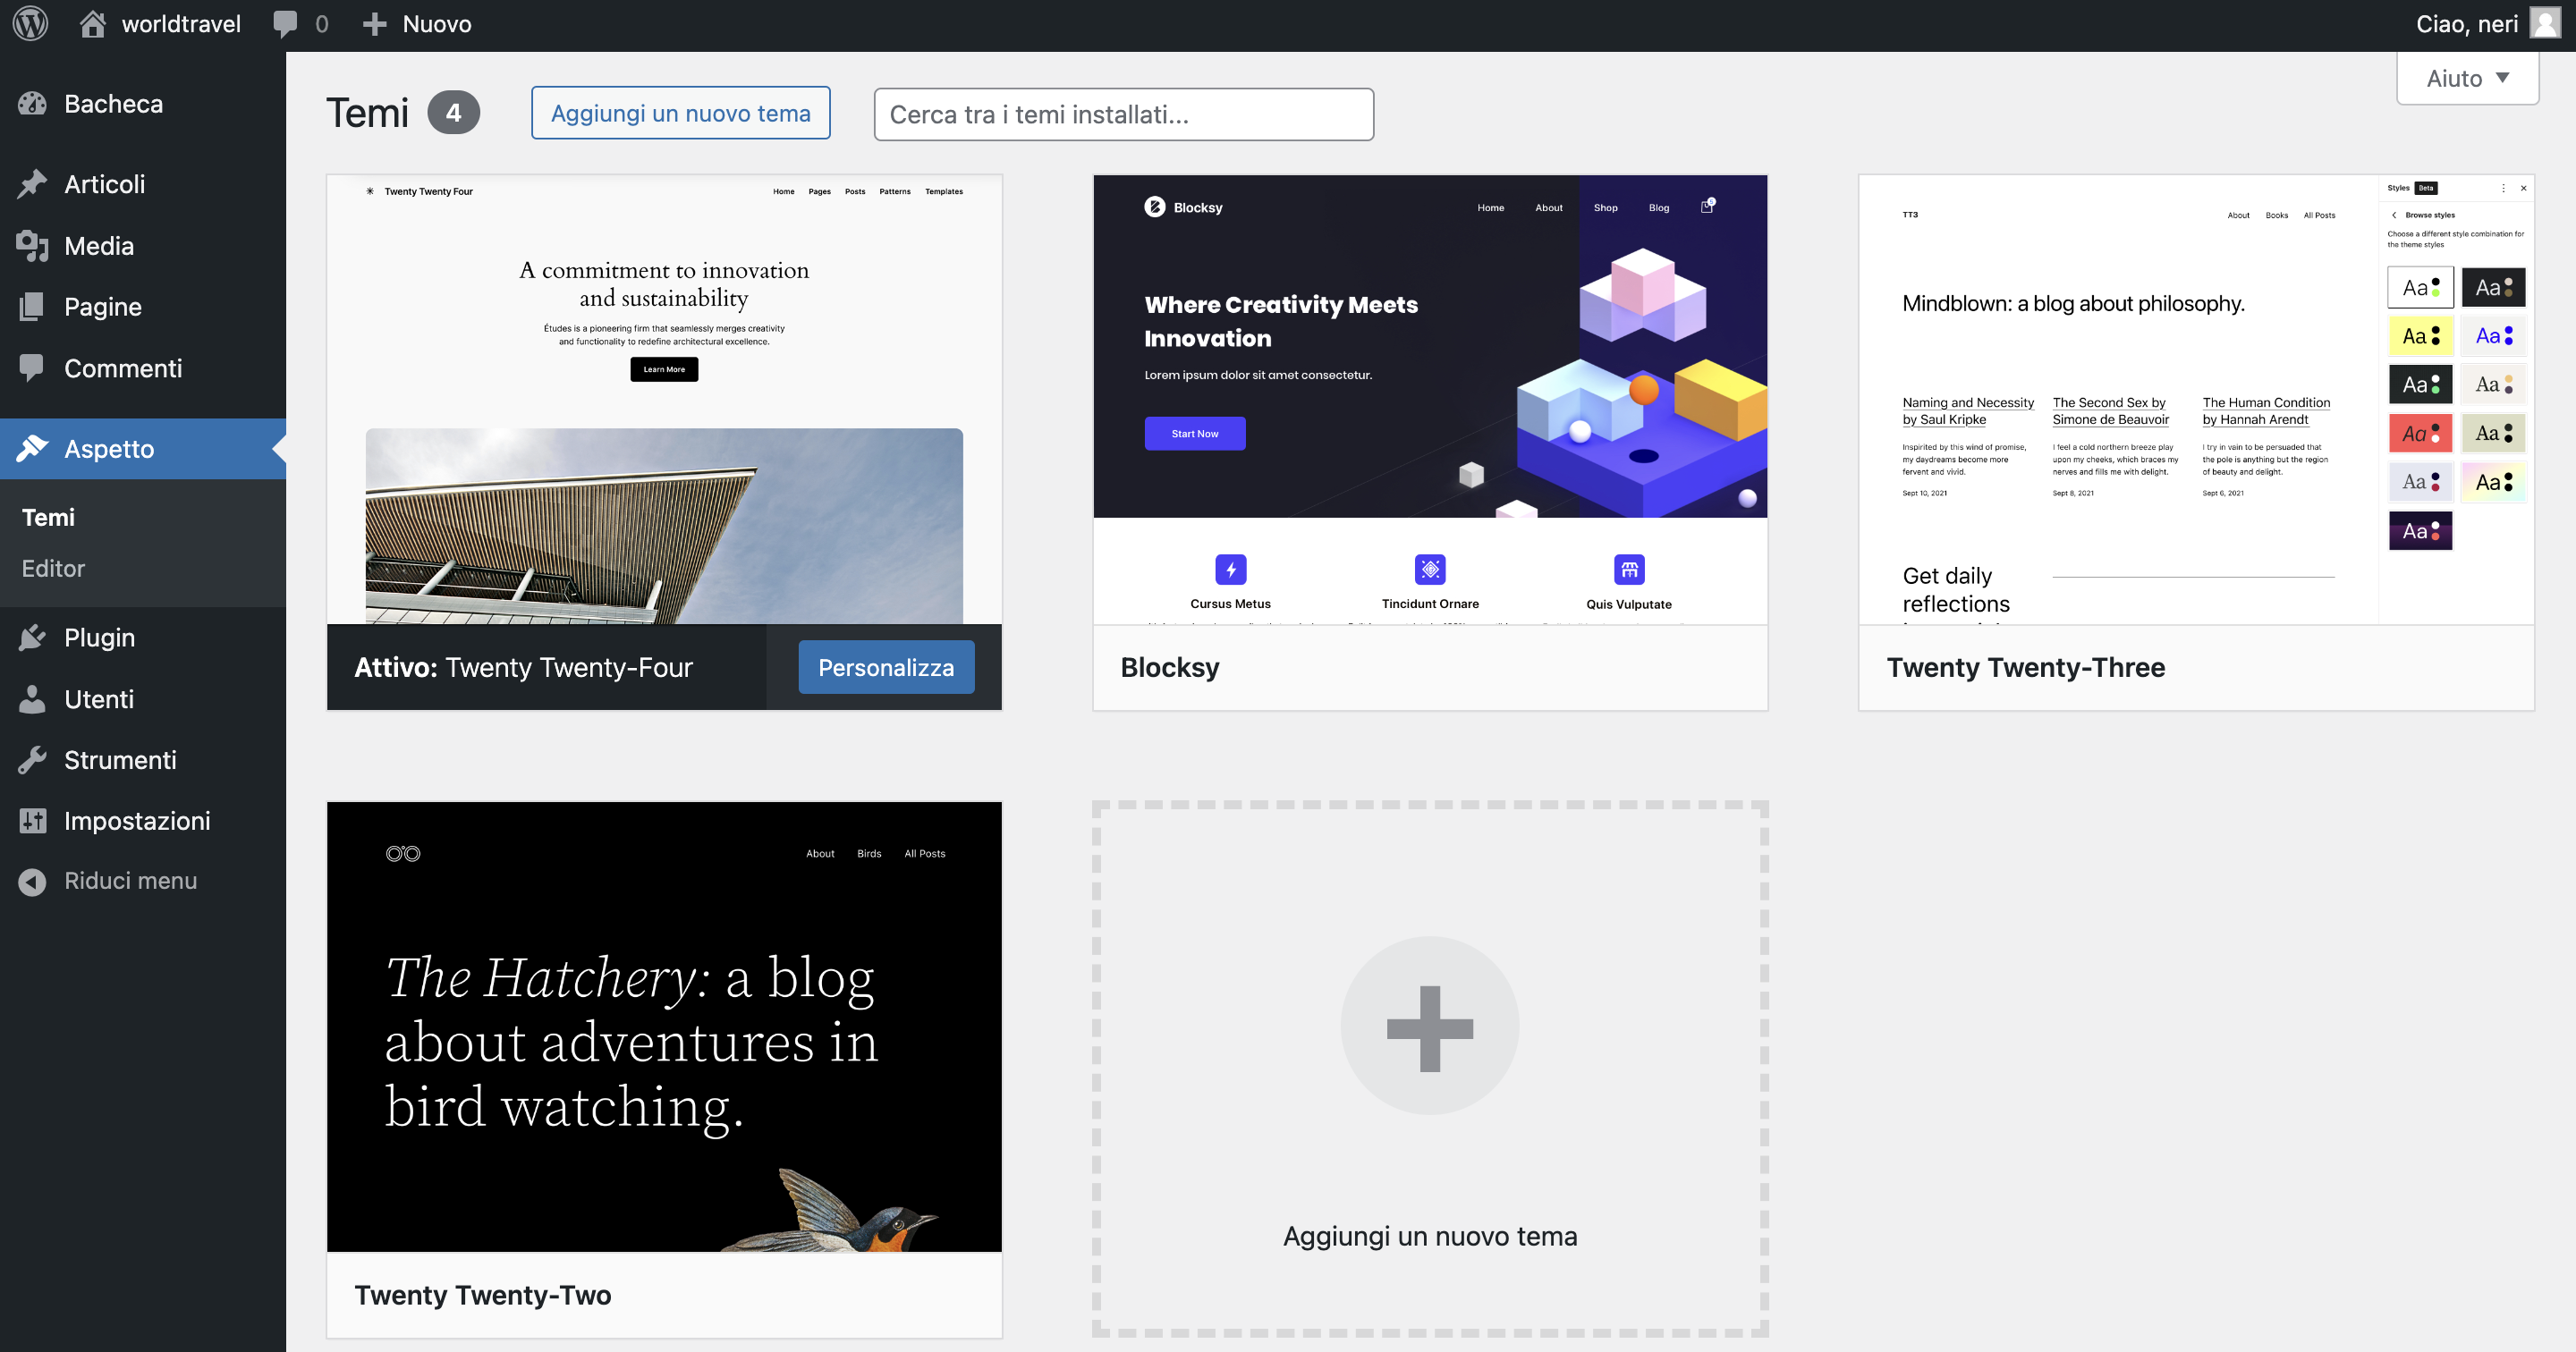 worldtravel
0
Nuovo
Ciao, neri
Bacheca
Articoli
Media
Pagine
Commenti
Aspetto
Temi
Editor
Plugin
Utenti
Strumenti
Impostazioni
Riduci menu
Temi 4
Aggiungi un nuovo tema
Cerca tra i temi installati...
Aiuto
Twenty Twenty Four
Home Pages Posts Patterns Templates
A commitment to innovation
and sustainability
Études is a pioneering firm that seamlessly merges creativity
and functionality to redefine architectural excellence.
Learn More
Attivo: Twenty Twenty-Four
Personalizza
Blocksy
Home About Shop Blog
Where Creativity Meets
Innovation
Lorem ipsum dolor sit amet consectetur.
Start Now
Cursus Metus
Tincidunt Ornare
Quis Vulputate
Blocksy
TT3
About Books All Posts
Mindblown: a blog about philosophy.
Naming and Necessity
by Saul Kripke
Inspirited by this wind of promise,
my daydreams become more
fervent and vivid.
Sept 10, 2021
The Second Sex by
Simone de Beauvoir
I feel a cold northern breeze play
upon my cheeks, which braces my
nerves and fills me with delight.
Sept 8, 2021
The Human Condition
by Hannah Arendt
I try in vain to be persuaded that
the pole is anything but the region
of beauty and delight.
Sept 6, 2021
Get daily
reflections
Styles Beta
Browse styles
Choose a different style combination for
the theme styles
Aa Aa
Aa Aa
Aa Aa
Aa Aa
Aa Aa
Aa
Twenty Twenty-Three
About Birds All Posts
The Hatchery: a blog
about adventures in
bird watching.
Twenty Twenty-Two
Aggiungi un nuovo tema